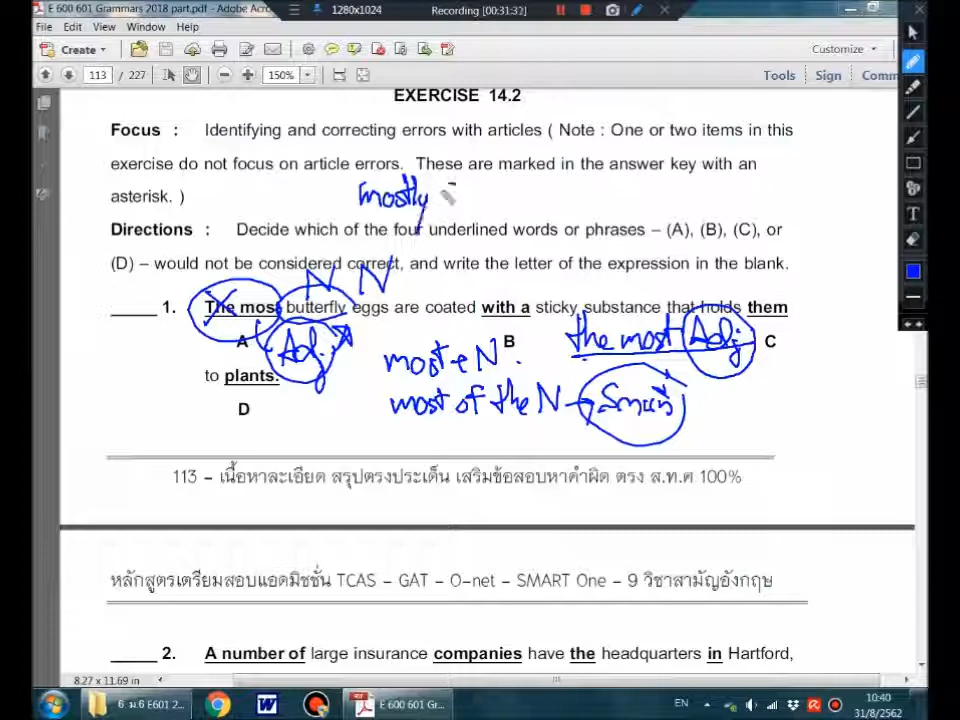 E 600 601 Grammars 2018 part.pdf - Adobe Acro
1280x1024
Recording [00:31:32]
File Edit View Window Help
Create
Customize
113 / 227
150%
Tools Sign Comm
EXERCISE 14.2
Focus : Identifying and correcting errors with articles ( Note : One or two items in this
exercise do not focus on article errors. These are marked in the answer key with an
asterisk. )
mostly
Directions : Decide which of the four underlined words or phrases – (A), (B), (C), or
(D) – would not be considered correct, and write the letter of the expression in the blank.
N N
_____ 1. The most butterfly eggs are coated with a sticky substance that holds them
A B C
Adj
the most Adj
most + N.
to plants.
most of the N
D
113 – เนื้อหาละเอียด สรุปตรงประเด็น เสริมข้อสอบหาคำผิด ตรง ส.ท.ศ 100%
หลักสูตรเตรียมสอบแอดมิชชั่น TCAS – GAT – O-net – SMART One – 9 วิชาสามัญอังกฤษ
_____ 2. A number of large insurance companies have the headquarters in Hartford,
8.27 x 11.69 in
6 ม.6 E601 2...
E 600 601 Gr...
EN
10:40
31/8/2562